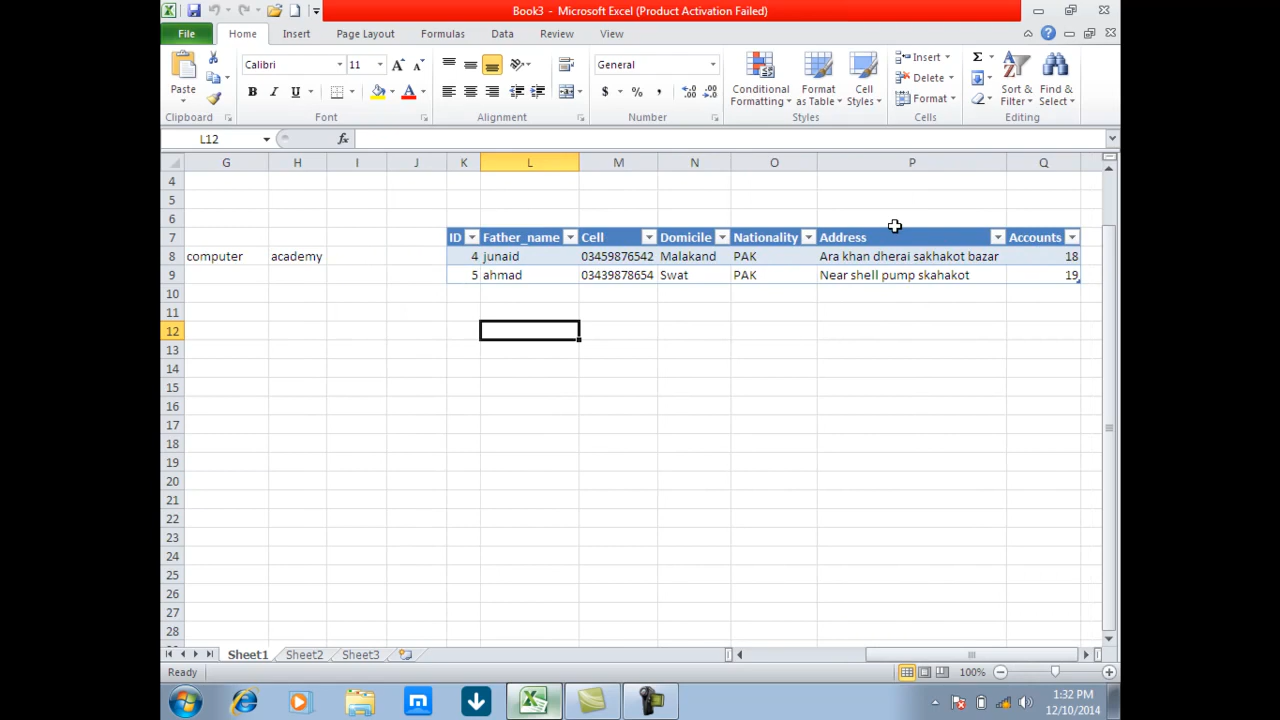 Book3 - Microsoft Excel (Product Activation Failed)
File Home Insert Page Layout Formulas Data Review View
Paste
Calibri 11
B I U A
General
$ % ,
Conditional Formatting
Format as Table
Cell Styles
Insert
Delete
Format
Σ
Sort & Filter
Find & Select
Clipboard Font Alignment Number Styles Cells Editing
L12 fx
G H I J K L M N O P Q
4
5
6
7 ID Father_name Cell Domicile Nationality Address Accounts
8 computer academy 4 junaid 03459876542 Malakand PAK Ara khan dherai sakhakot bazar 18
9 5 ahmad 03439878654 Swat PAK Near shell pump skahakot 19
10
11
12
13
14
15
16
17
18
19
20
21
22
23
24
25
26
27
28
Sheet1 Sheet2 Sheet3
Ready 100%
1:32 PM
12/10/2014